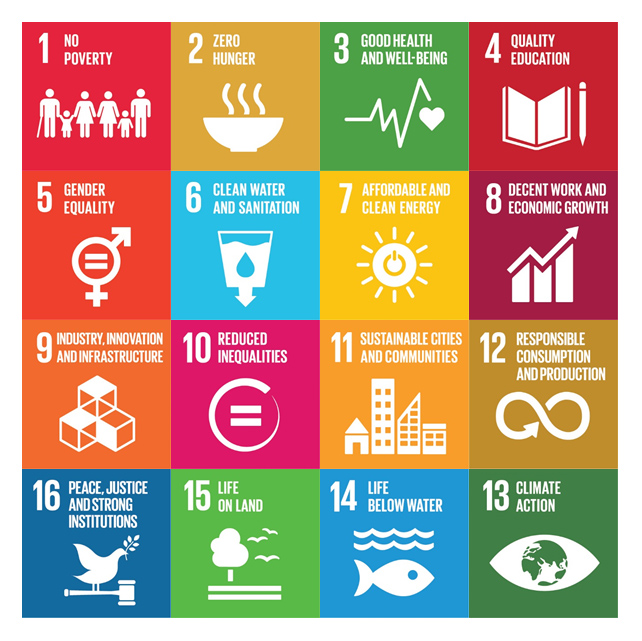 1 NO
POVERTY
2 ZERO
HUNGER
3 GOOD HEALTH
AND WELL-BEING
4 QUALITY
EDUCATION
5 GENDER
EQUALITY
6 CLEAN WATER
AND SANITATION
7 AFFORDABLE AND
CLEAN ENERGY
8 DECENT WORK AND
ECONOMIC GROWTH
9 INDUSTRY, INNOVATION
AND INFRASTRUCTURE
10 REDUCED
INEQUALITIES
11 SUSTAINABLE CITIES
AND COMMUNITIES
12 RESPONSIBLE
CONSUMPTION
AND PRODUCTION
16 PEACE, JUSTICE
AND STRONG
INSTITUTIONS
15 LIFE
ON LAND
14 LIFE
BELOW WATER
13 CLIMATE
ACTION